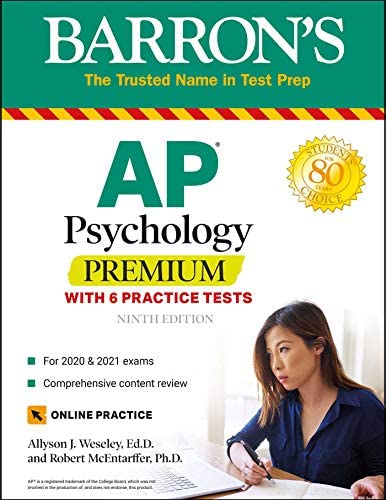 BARRON'S
The Trusted Name in Test Prep
AP®
Psychology
PREMIUM
WITH 6 PRACTICE TESTS
NINTH EDITION
STUDENTS'
FOR
80
YEARS
CHOICE
• For 2020 & 2021 exams
• Comprehensive content review
ONLINE PRACTICE
Allyson J. Weseley, Ed.D.
and Robert McEntarffer, Ph.D.
AP® is a registered trademark of the College Board, which was not
involved in the production of, and does not endorse, this product.